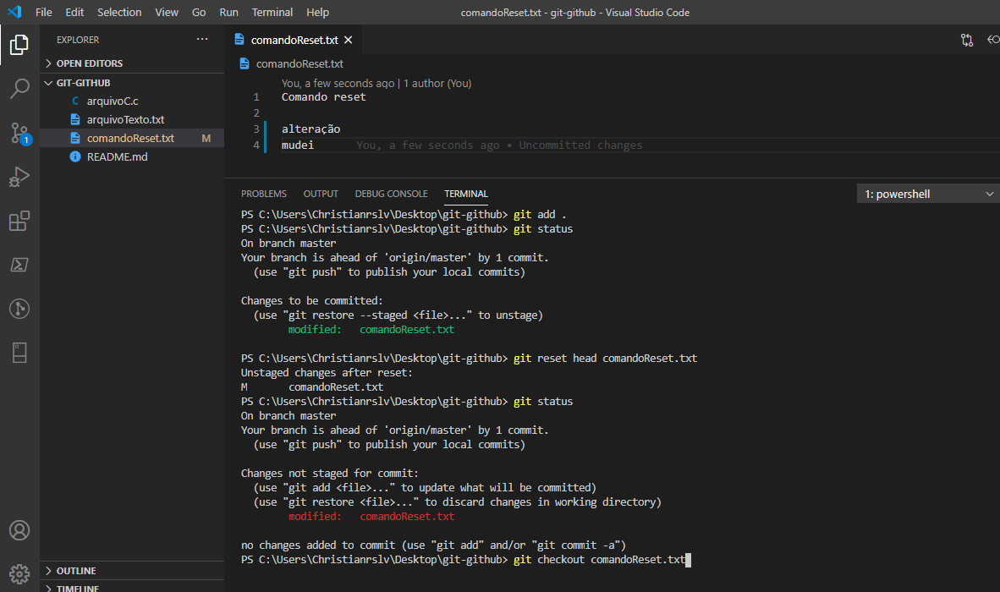 File Edit Selection View Go Run Terminal Help comandoReset.txt - git-github - Visual Studio Code
EXPLORER ...
OPEN EDITORS
GIT-GITHUB
C arquivoC.c
arquivoTexto.txt
comandoReset.txt M
README.md
OUTLINE
TIMELINE
1
comandoReset.txt
comandoReset.txt
You, a few seconds ago | 1 author (You)
1 Comando reset
2
3 alteração
4 mudei You, a few seconds ago • Uncommitted changes
PROBLEMS OUTPUT DEBUG CONSOLE TERMINAL 1: powershell
PS C:\Users\Christianrslv\Desktop\git-github> git add .
PS C:\Users\Christianrslv\Desktop\git-github> git status
On branch master
Your branch is ahead of 'origin/master' by 1 commit.
(use "git push" to publish your local commits)
Changes to be committed:
(use "git restore --staged <file>..." to unstage)
modified: comandoReset.txt
PS C:\Users\Christianrslv\Desktop\git-github> git reset head comandoReset.txt
Unstaged changes after reset:
M comandoReset.txt
PS C:\Users\Christianrslv\Desktop\git-github> git status
On branch master
Your branch is ahead of 'origin/master' by 1 commit.
(use "git push" to publish your local commits)
Changes not staged for commit:
(use "git add <file>..." to update what will be committed)
(use "git restore <file>..." to discard changes in working directory)
modified: comandoReset.txt
no changes added to commit (use "git add" and/or "git commit -a")
PS C:\Users\Christianrslv\Desktop\git-github> git checkout comandoReset.txt